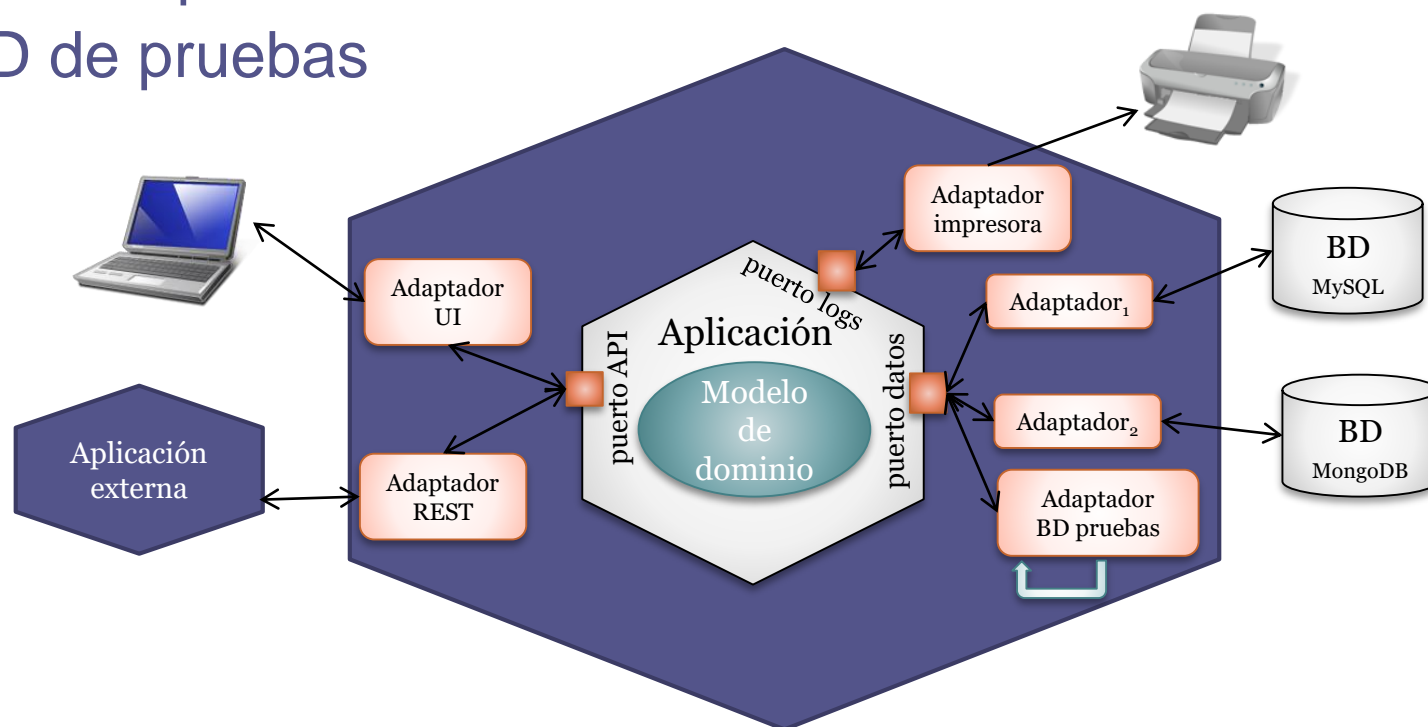 D de pruebas
Adaptador
impresora
BD
MySQL
Adaptador
UI
puerto logs
Adaptador₁
Aplicación
puerto API
puerto datos
Modelo
de
dominio
Adaptador₂
BD
MongoDB
Aplicación
externa
Adaptador
REST
Adaptador
BD pruebas